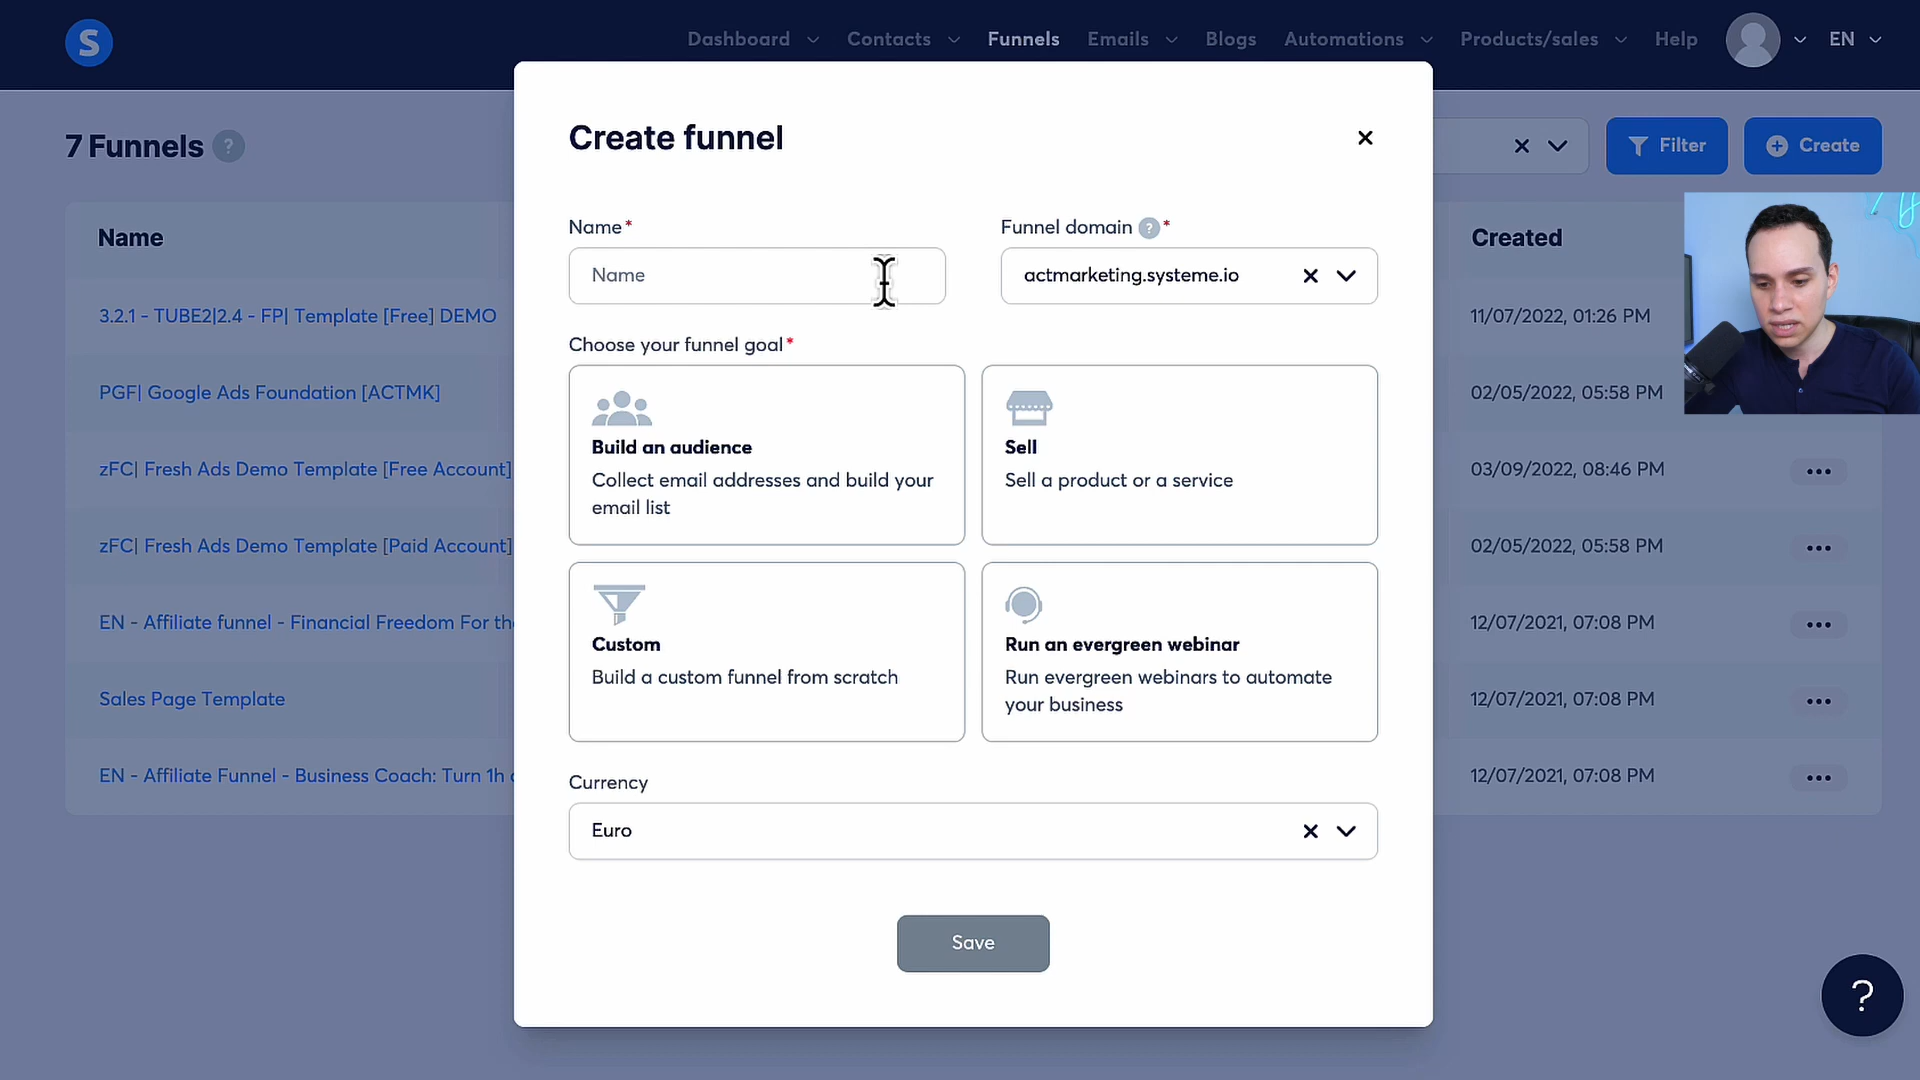 S
Dashboard
Contacts
Funnels
Emails
Blogs
Automations
Products/sales
Help
EN
7 Funnels ?
Filter
Create
Name
Created
3.2.1 - TUBE2|2.4 - FP| Template [Free] DEMO
11/07/2022, 01:26 PM
PGF| Google Ads Foundation [ACTMK]
02/05/2022, 05:58 PM
zFC| Fresh Ads Demo Template [Free Account]
03/09/2022, 08:46 PM
zFC| Fresh Ads Demo Template [Paid Account]
02/05/2022, 05:58 PM
EN - Affiliate funnel - Financial Freedom For the
12/07/2021, 07:08 PM
Sales Page Template
12/07/2021, 07:08 PM
EN - Affiliate Funnel - Business Coach: Turn 1h
12/07/2021, 07:08 PM
Create funnel
Name*
Name
Funnel domain ? *
actmarketing.systeme.io
Choose your funnel goal*
Build an audience
Collect email addresses and build your
email list
Sell
Sell a product or a service
Custom
Build a custom funnel from scratch
Run an evergreen webinar
Run evergreen webinars to automate
your business
Currency
Euro
Save
?